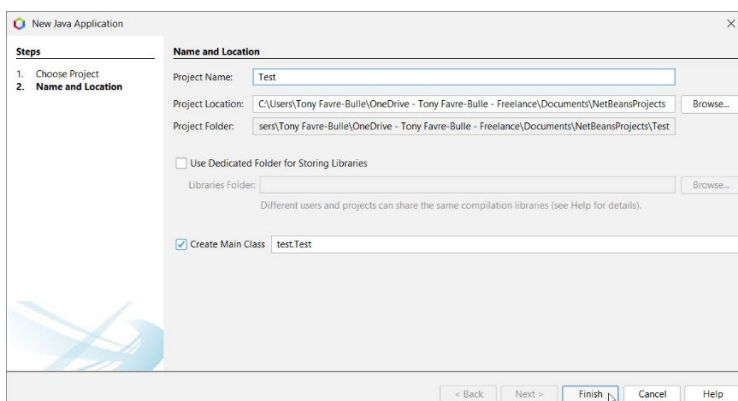 New Java Application
Steps
1. Choose Project
2. Name and Location
Name and Location
Project Name: Test
Project Location: C:\Users\Tony Favre-Bulle\OneDrive - Tony Favre-Bulle - Freelance\Documents\NetBeansProjects Browse...
Project Folder: sers\Tony Favre-Bulle\OneDrive - Tony Favre-Bulle - Freelance\Documents\NetBeansProjects\Test
Use Dedicated Folder for Storing Libraries
Libraries Folder: Browse...
Different users and projects can share the same compilation libraries (see Help for details).
Create Main Class test.Test
< Back Next > Finish Cancel Help